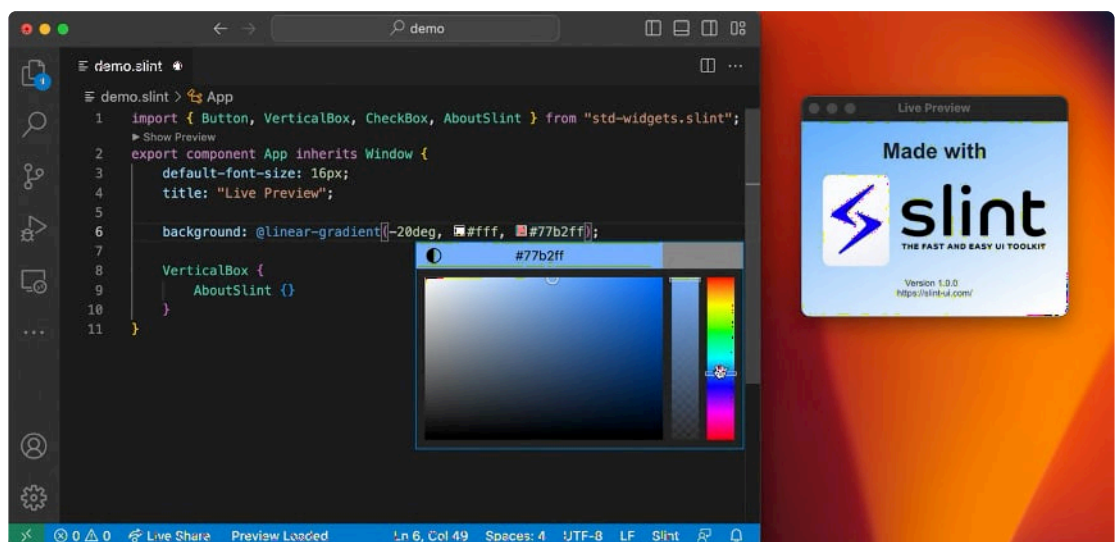 demo
demo.slint
demo.slint > App
1 import { Button, VerticalBox, CheckBox, AboutSlint } from "std-widgets.slint";
▶ Show Preview
2 export component App inherits Window {
3 default-font-size: 16px;
4 title: "Live Preview";
5
6 background: @linear-gradient(-20deg, #fff, #77b2ff);
7
8 VerticalBox {
9 AboutSlint {}
10 }
11 }
#77b2ff
0 0 Live Share Preview Loaded Ln 6, Col 49 Spaces: 4 UTF-8 LF Slint
Live Preview
Made with
slint
THE FAST AND EASY UI TOOLKIT
Version 1.0.0
https://slint-ui.com/